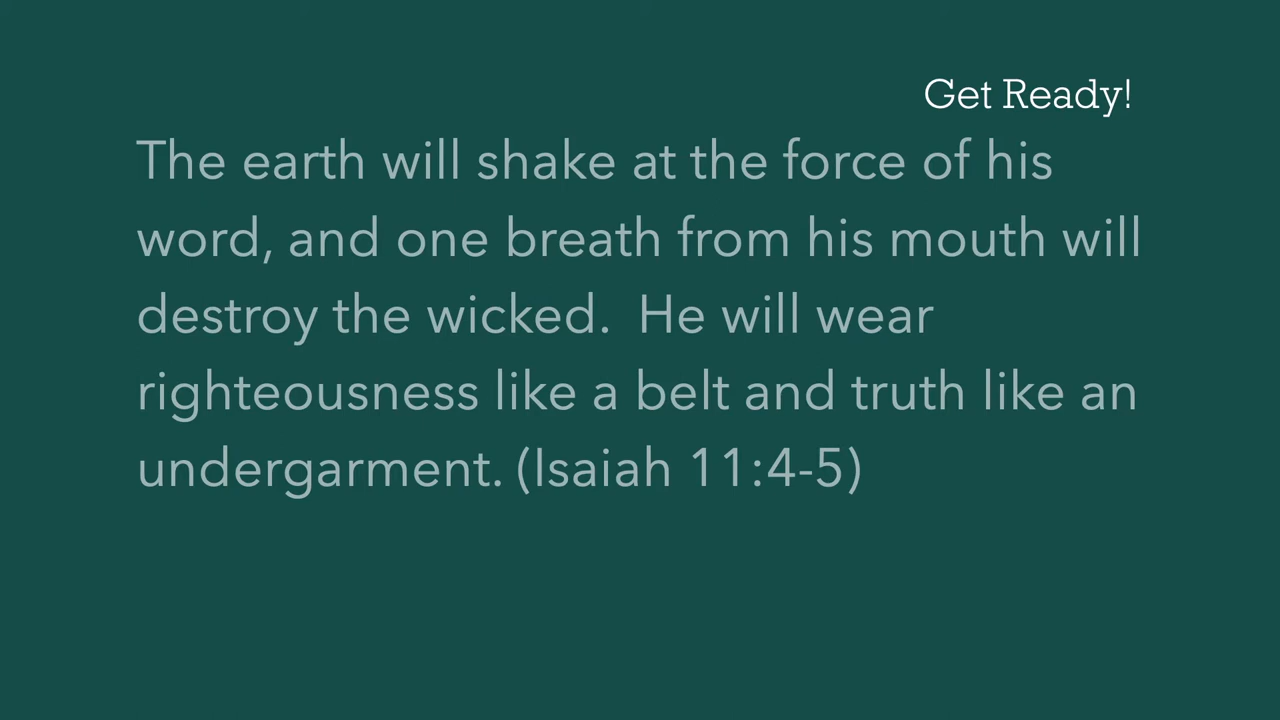 Get Ready!
The earth will shake at the force of his
word, and one breath from his mouth will
destroy the wicked.  He will wear
righteousness like a belt and truth like an
undergarment. (Isaiah 11:4-5)